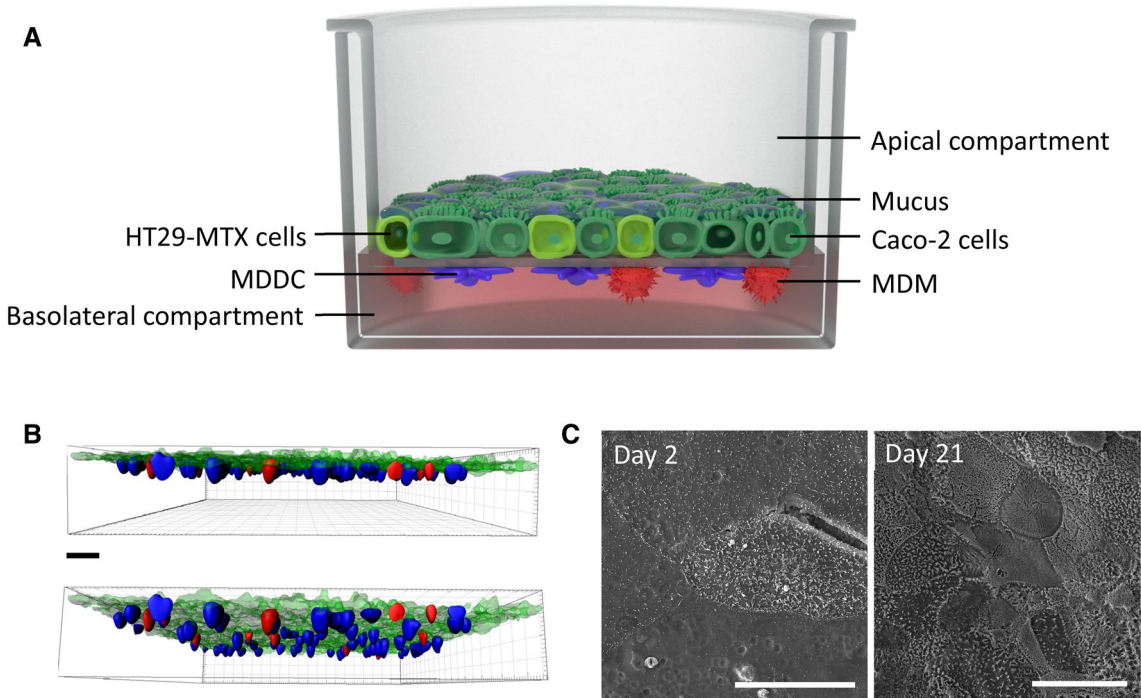 A
Apical compartment
Mucus
HT29-MTX cells
Caco-2 cells
MDDC
MDM
Basolateral compartment
B
C
Day 2
Day 21